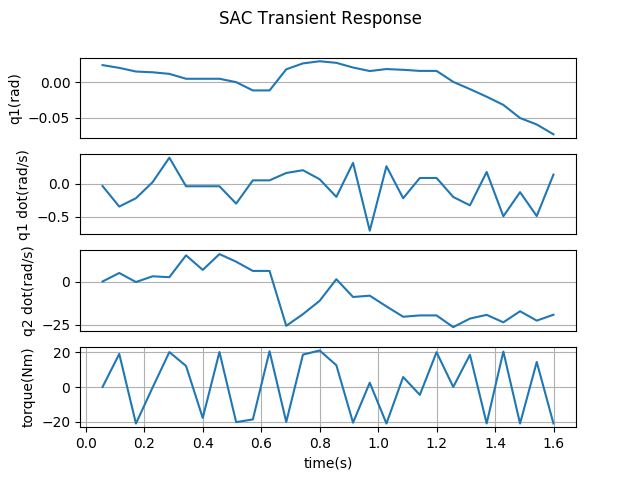 SAC Transient Response
q1(rad)
0.00
−0.05
q1 dot(rad/s)
0.0
−0.5
q2 dot(rad/s)
0
−25
torque(Nm)
20
0
−20
0.0 0.2 0.4 0.6 0.8 1.0 1.2 1.4 1.6
time(s)